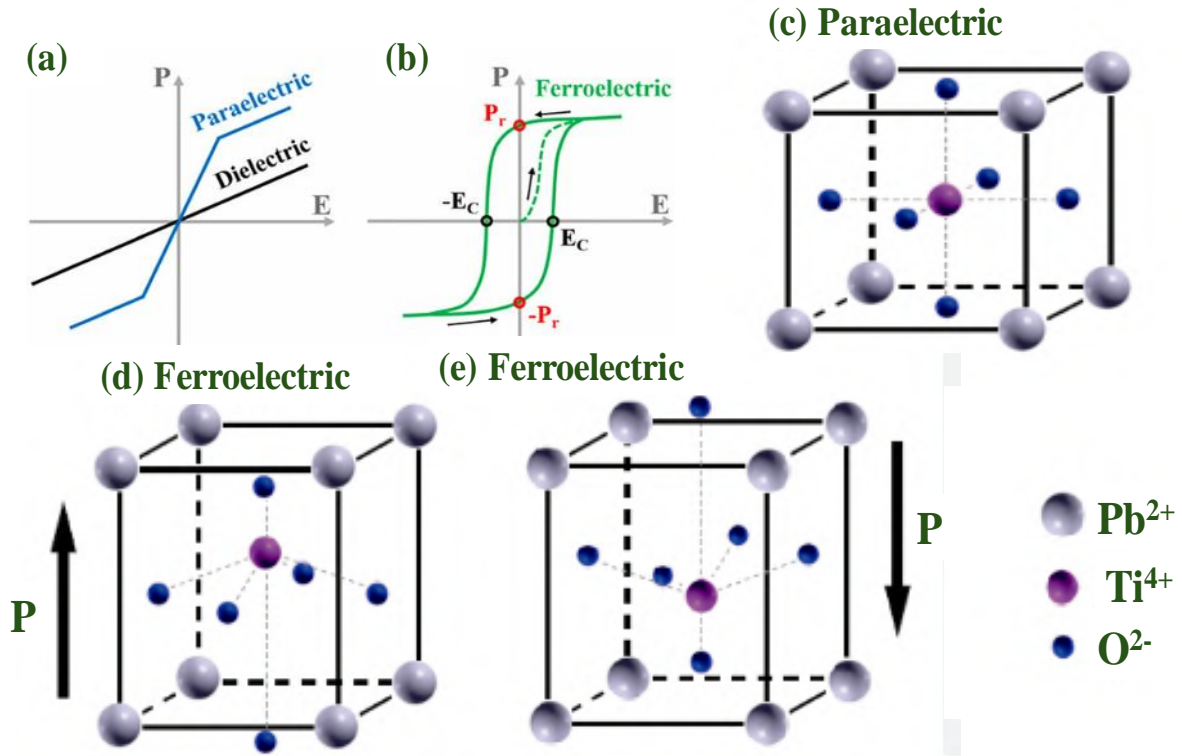 (a)
P
Paraelectric
Dielectric
E
(b)
P
Ferroelectric
Pr
-EC
E
EC
-Pr
(c) Paraelectric
(d) Ferroelectric
P
(e) Ferroelectric
P
Pb2+
Ti4+
O2-